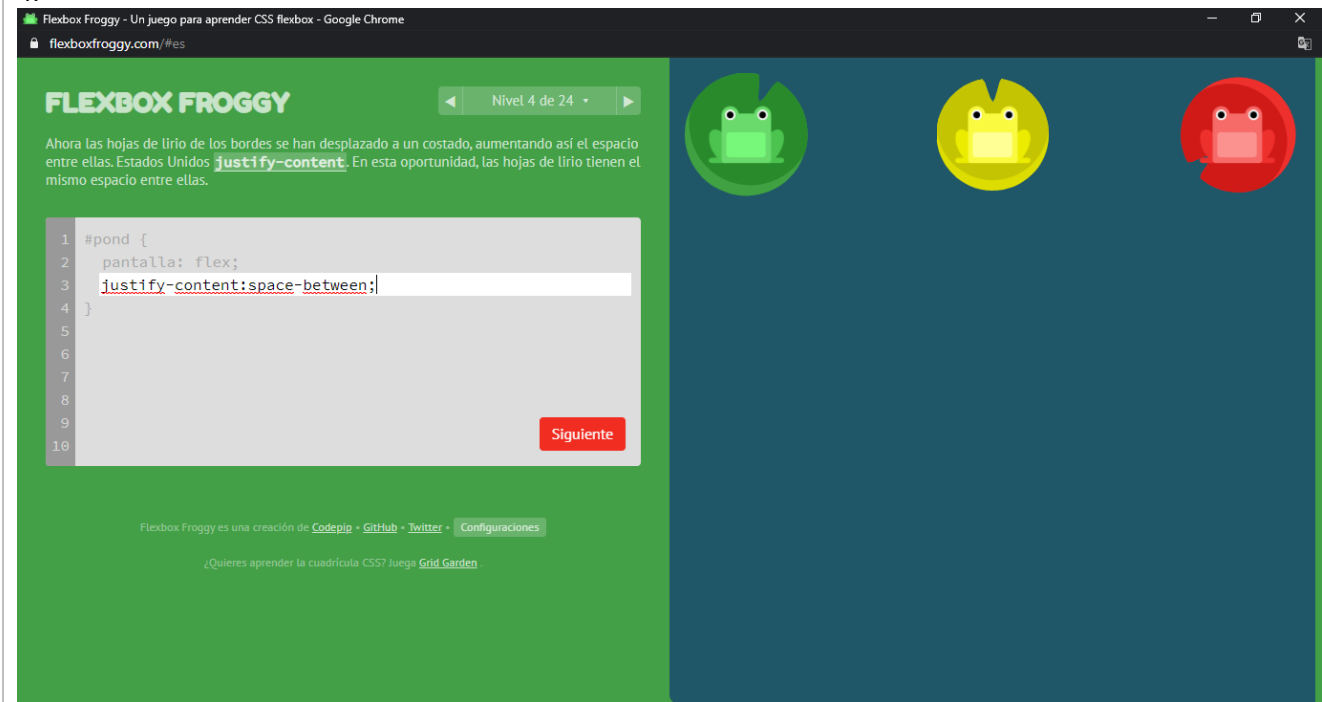 Flexbox Froggy - Un juego para aprender CSS flexbox - Google Chrome
flexboxfroggy.com/#es
FLEXBOX FROGGY
◀ Nivel 4 de 24 ▾ ▶
Ahora las hojas de lirio de los bordes se han desplazado a un costado, aumentando así el espacio
entre ellas. Estados Unidos justify-content. En esta oportunidad, las hojas de lirio tienen el
mismo espacio entre ellas.
1 #pond {
2 pantalla: flex;
3 justify-content:space-between;
4 }
5
6
7
8
9
10
Siguiente
Flexbox Froggy es una creación de Codepip • GitHub • Twitter • Configuraciones
¿Quieres aprender la cuadrícula CSS? Juega Grid Garden .